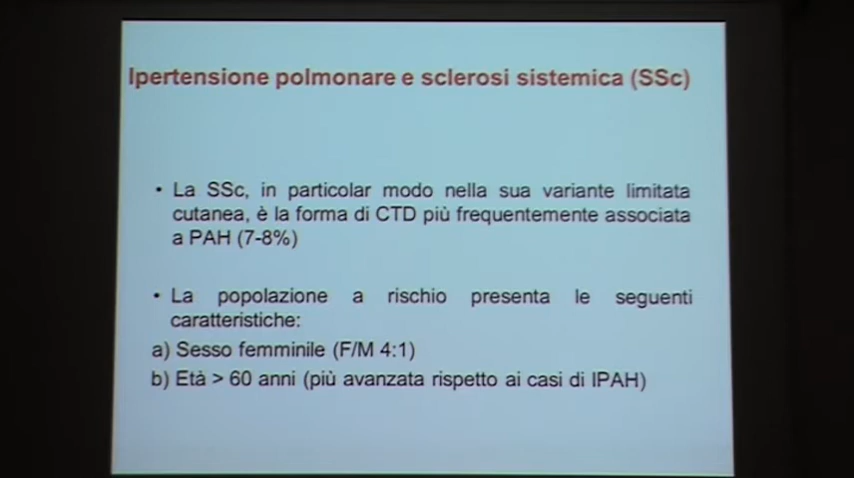 Ipertensione polmonare e sclerosi sistemica (SSc)
• La SSc, in particolar modo nella sua variante limitata
cutanea, è la forma di CTD più frequentemente associata
a PAH (7-8%)
• La popolazione a rischio presenta le seguenti
caratteristiche:
a) Sesso femminile (F/M 4:1)
b) Età > 60 anni (più avanzata rispetto ai casi di IPAH)